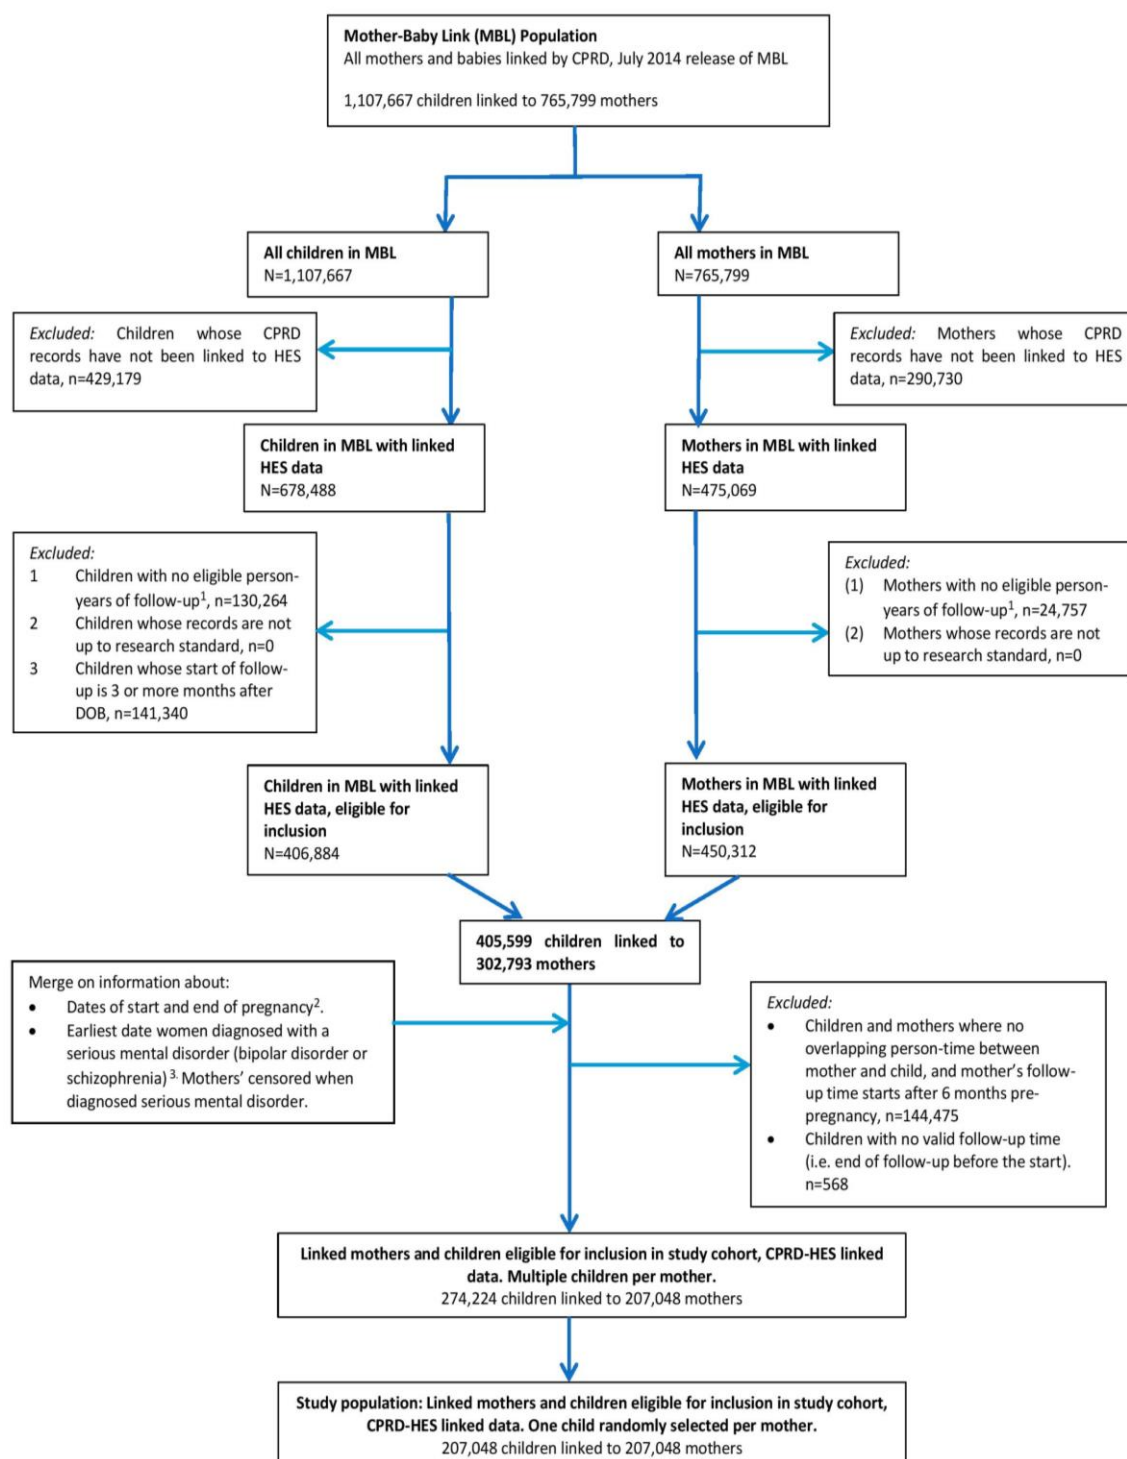 Mother-Baby Link (MBL) Population
All mothers and babies linked by CPRD, July 2014 release of MBL
1,107,667 children linked to 765,799 mothers
All children in MBL
N=1,107,667
All mothers in MBL
N=765,799
Excluded: Children whose CPRD
records have not been linked to HES
data, n=429,179
Excluded: Mothers whose CPRD
records have not been linked to HES
data, n=290,730
Children in MBL with linked
HES data
N=678,488
Mothers in MBL with linked
HES data
N=475,069
Excluded:
1 Children with no eligible person-
years of follow-up1, n=130,264
2 Children whose records are not
up to research standard, n=0
3 Children whose start of follow-
up is 3 or more months after
DOB, n=141,340
Excluded:
(1) Mothers with no eligible person-
years of follow-up1, n=24,757
(2) Mothers whose records are not
up to research standard, n=0
Children in MBL with linked
HES data, eligible for
inclusion
N=406,884
Mothers in MBL with linked
HES data, eligible for
inclusion
N=450,312
405,599 children linked to
302,793 mothers
Merge on information about:
• Dates of start and end of pregnancy2.
• Earliest date women diagnosed with a
serious mental disorder (bipolar disorder or
schizophrenia) 3. Mothers' censored when
diagnosed serious mental disorder.
Excluded:
• Children and mothers where no
overlapping person-time between
mother and child, and mother's follow-
up time starts after 6 months pre-
pregnancy, n=144,475
• Children with no valid follow-up time
(i.e. end of follow-up before the start).
n=568
Linked mothers and children eligible for inclusion in study cohort, CPRD-HES linked
data. Multiple children per mother.
274,224 children linked to 207,048 mothers
Study population: Linked mothers and children eligible for inclusion in study cohort,
CPRD-HES linked data. One child randomly selected per mother.
207,048 children linked to 207,048 mothers